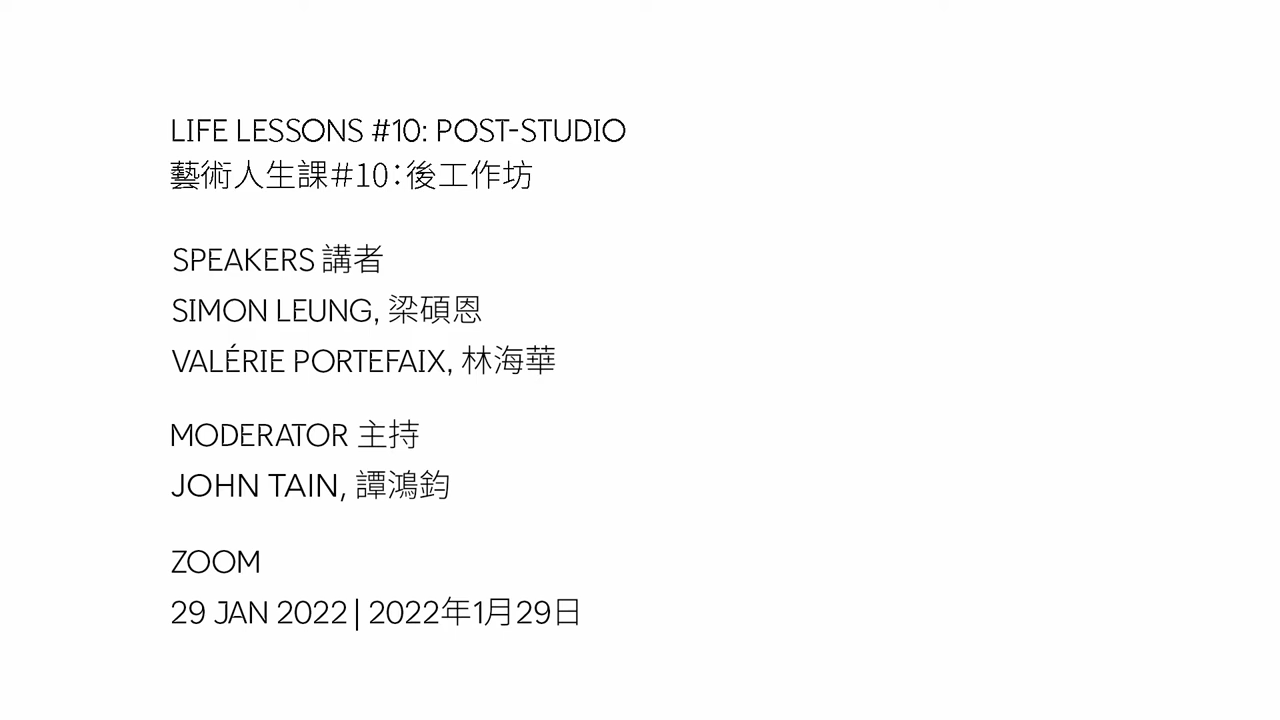 LIFE LESSONS #10: POST-STUDIO
藝術人生課#10：後工作坊
SPEAKERS 講者
SIMON LEUNG, 梁碩恩
VALÉRIE PORTEFAIX, 林海華
MODERATOR 主持
JOHN TAIN, 譚鴻鈞
ZOOM
29 JAN 2022 | 2022年1月29日